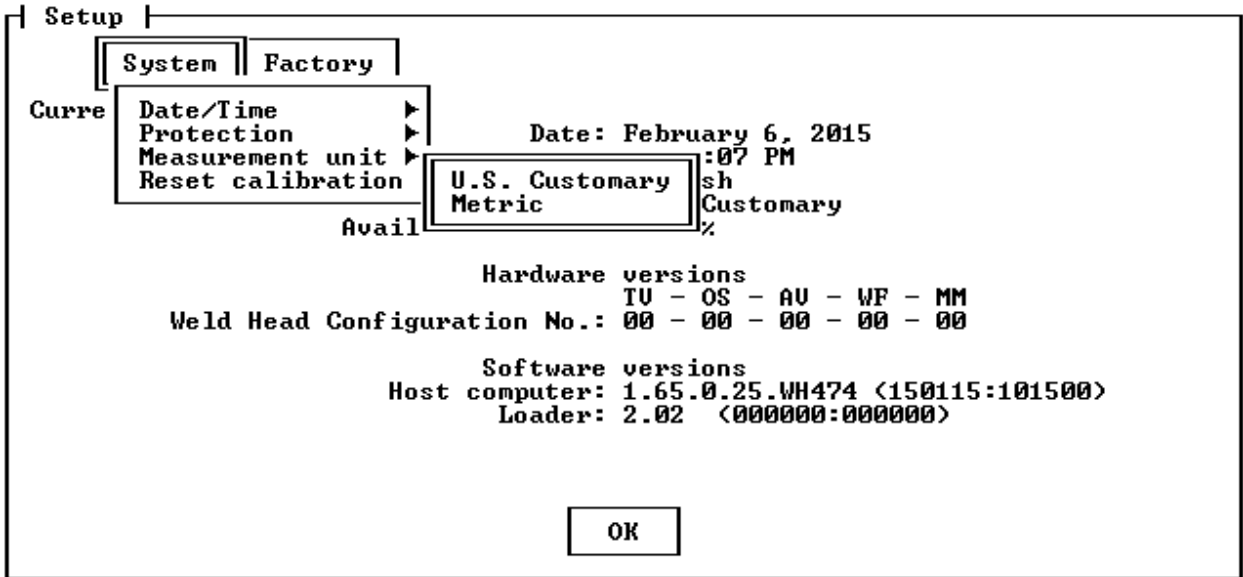 Setup
System Factory
Curre
Date/Time
Protection
Date: February 6, 2015
Measurement unit
:07 PM
Reset calibration
U.S. Customary
sh
Metric
Customary
Avail
%
Hardware versions
TV - OS - AV - WF - MM
Weld Head Configuration No.: 00 - 00 - 00 - 00 - 00
Software versions
Host computer: 1.65.0.25.WH474 (150115:101500)
Loader: 2.02 (000000:000000)
OK